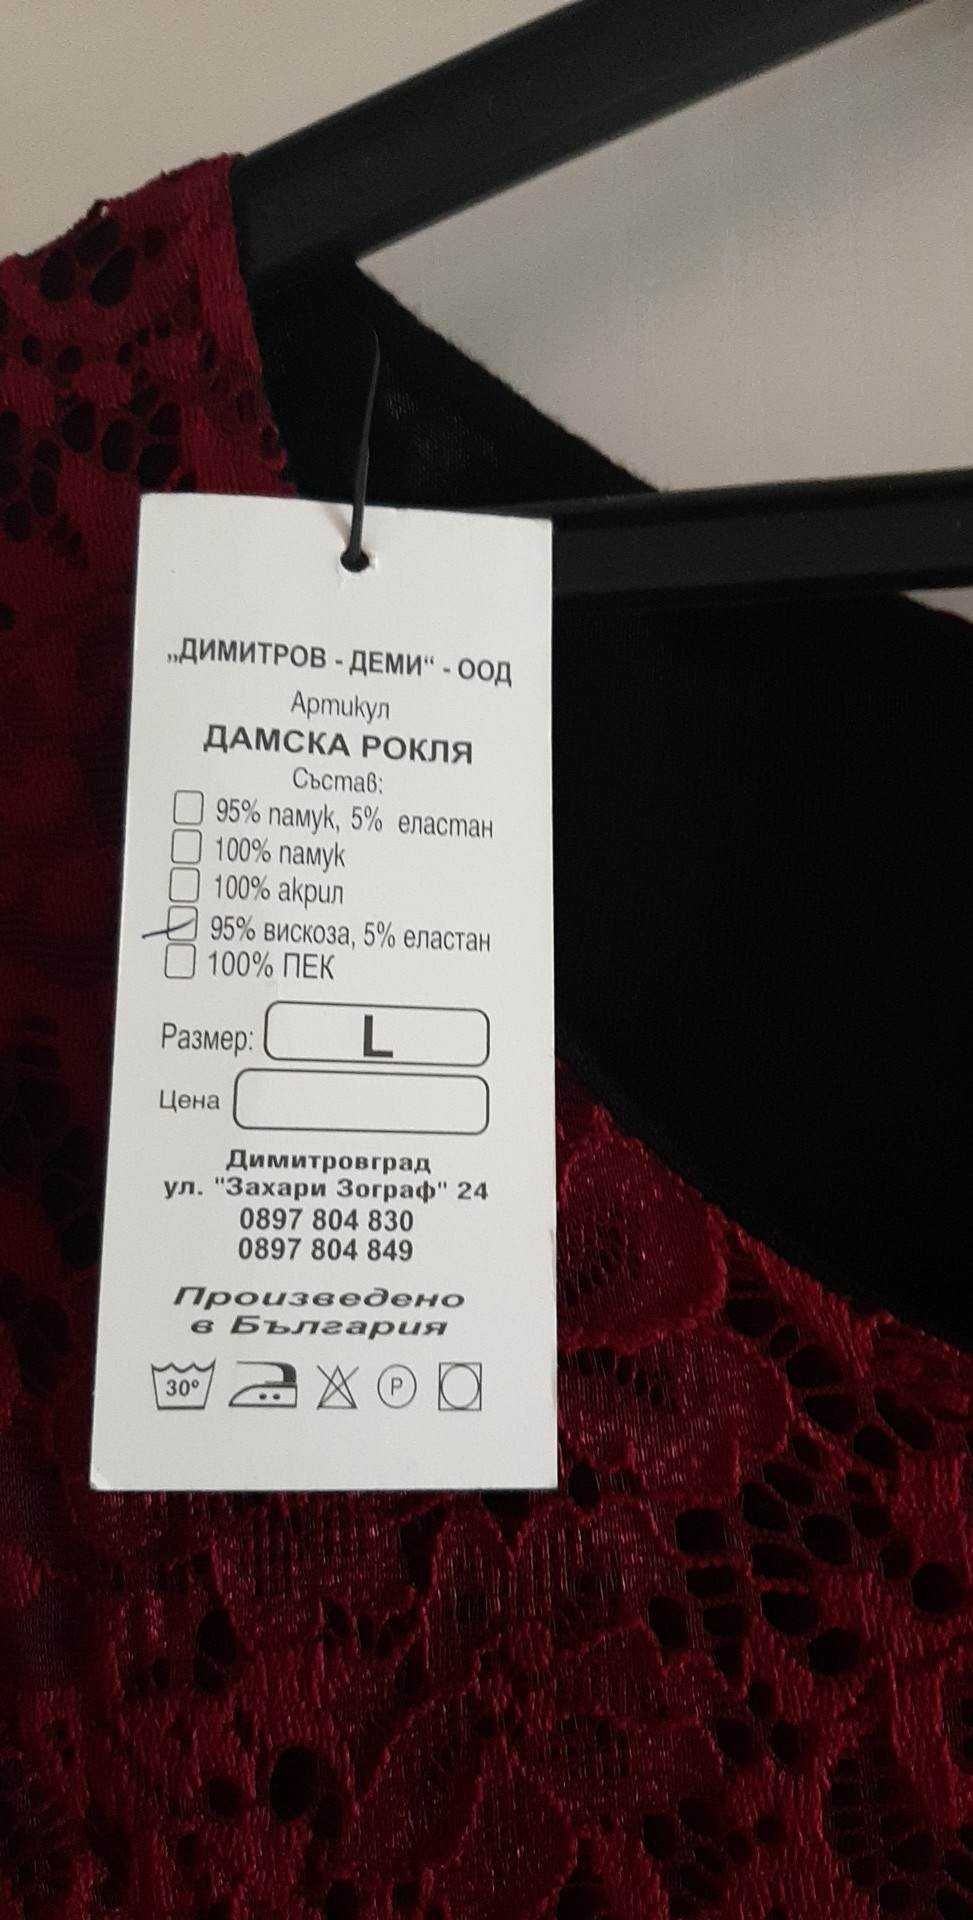 „ДИМИТРОВ - ДЕМИ“ - ООД
Артикул
ДАМСКА РОКЛЯ
Състав:
95% памук, 5% еластан
100% памук
100% акрил
95% вискоза, 5% еластан
100% ПЕК
Размер: L
Цена
Димитровград
ул. "Захари Зограф" 24
0897 804 830
0897 804 849
Произведено
в България
30° P